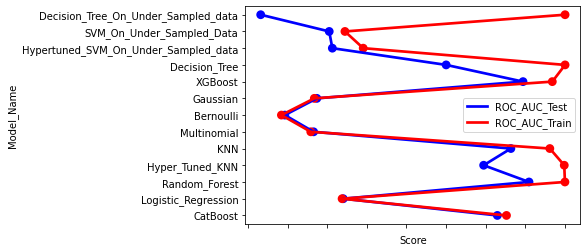 Decision_Tree_On_Under_Sampled_data
SVM_On_Under_Sampled_Data
Hypertuned_SVM_On_Under_Sampled_data
Decision_Tree
XGBoost
Gaussian
Bernoulli
Multinomial
KNN
Hyper_Tuned_KNN
Random_Forest
Logistic_Regression
CatBoost
Model_Name
Score
ROC_AUC_Test
ROC_AUC_Train